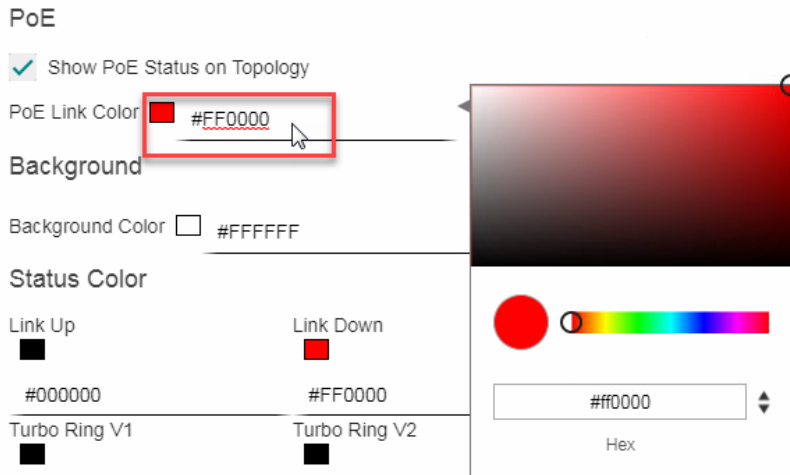 PoE
Show PoE Status on Topology
PoE Link Color #FF0000
Background
Background Color #FFFFFF
Status Color
Link Up Link Down
#000000 #FF0000
Turbo Ring V1 Turbo Ring V2
#ff0000
Hex